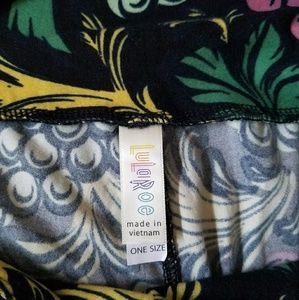 LuLaRoe
made in
vietnam
ONE SIZE